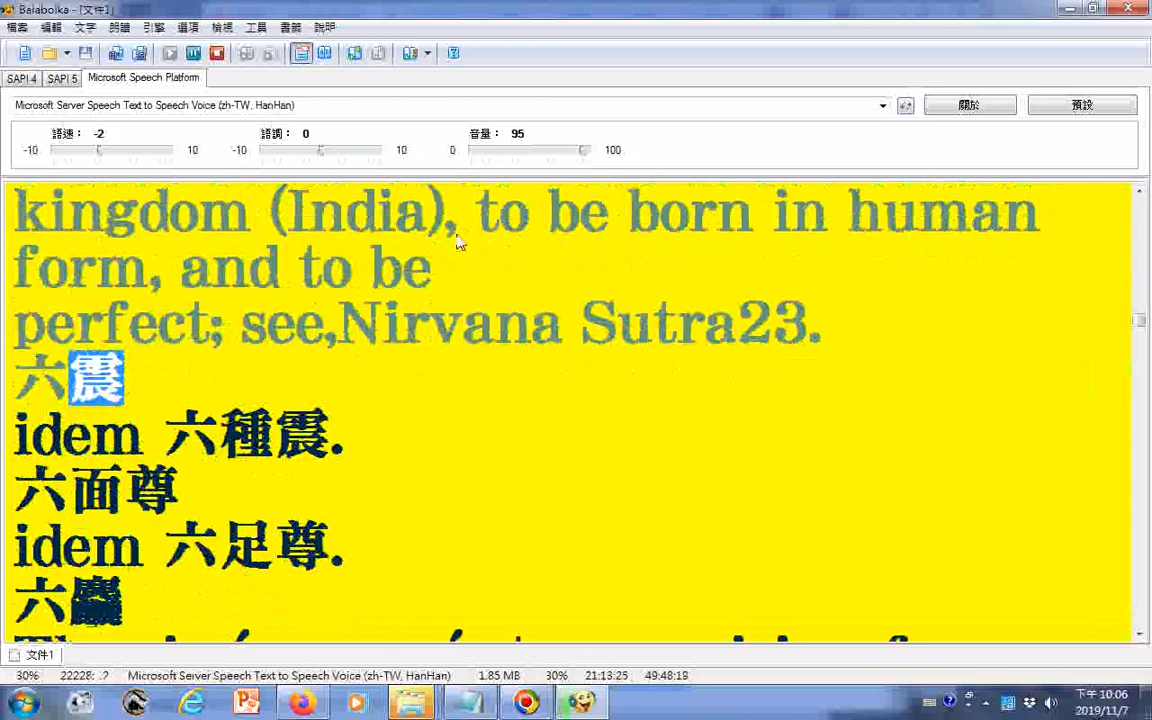 Balabolka - [文件1]
檔案 編輯 文字 朗讀 引擎 選項 檢視 工具 書籤 說明
SAPI 4 SAPI 5 Microsoft Speech Platform
Microsoft Server Speech Text to Speech Voice (zh-TW, HanHan)
關於 預設
語速： -2 語調： 0 音量： 95
-10 10 -10 10 0 100
kingdom (India), to be born in human
form, and to be
perfect; see,Nirvana Sutra23.
六震
idem 六種震.
六面尊
idem 六足尊.
六麤
文件1
30% 22228: Microsoft Server Speech Text to Speech Voice (zh-TW, HanHan) 1.85 MB 30% 21:13:25 49:48:19
下午 10:06
2019/11/7